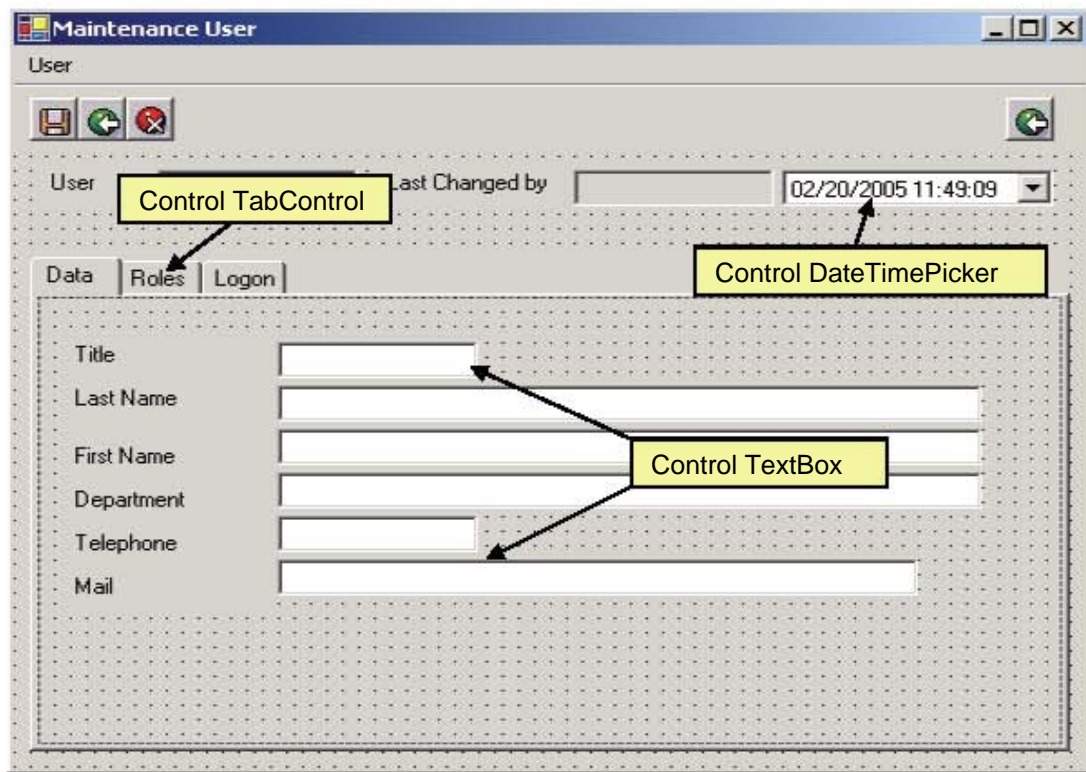 Maintenance User
User
User
Last Changed by
02/20/2005 11:49:09
Control TabControl
Control DateTimePicker
Data
Roles
Logon
Title
Last Name
First Name
Control TextBox
Department
Telephone
Mail